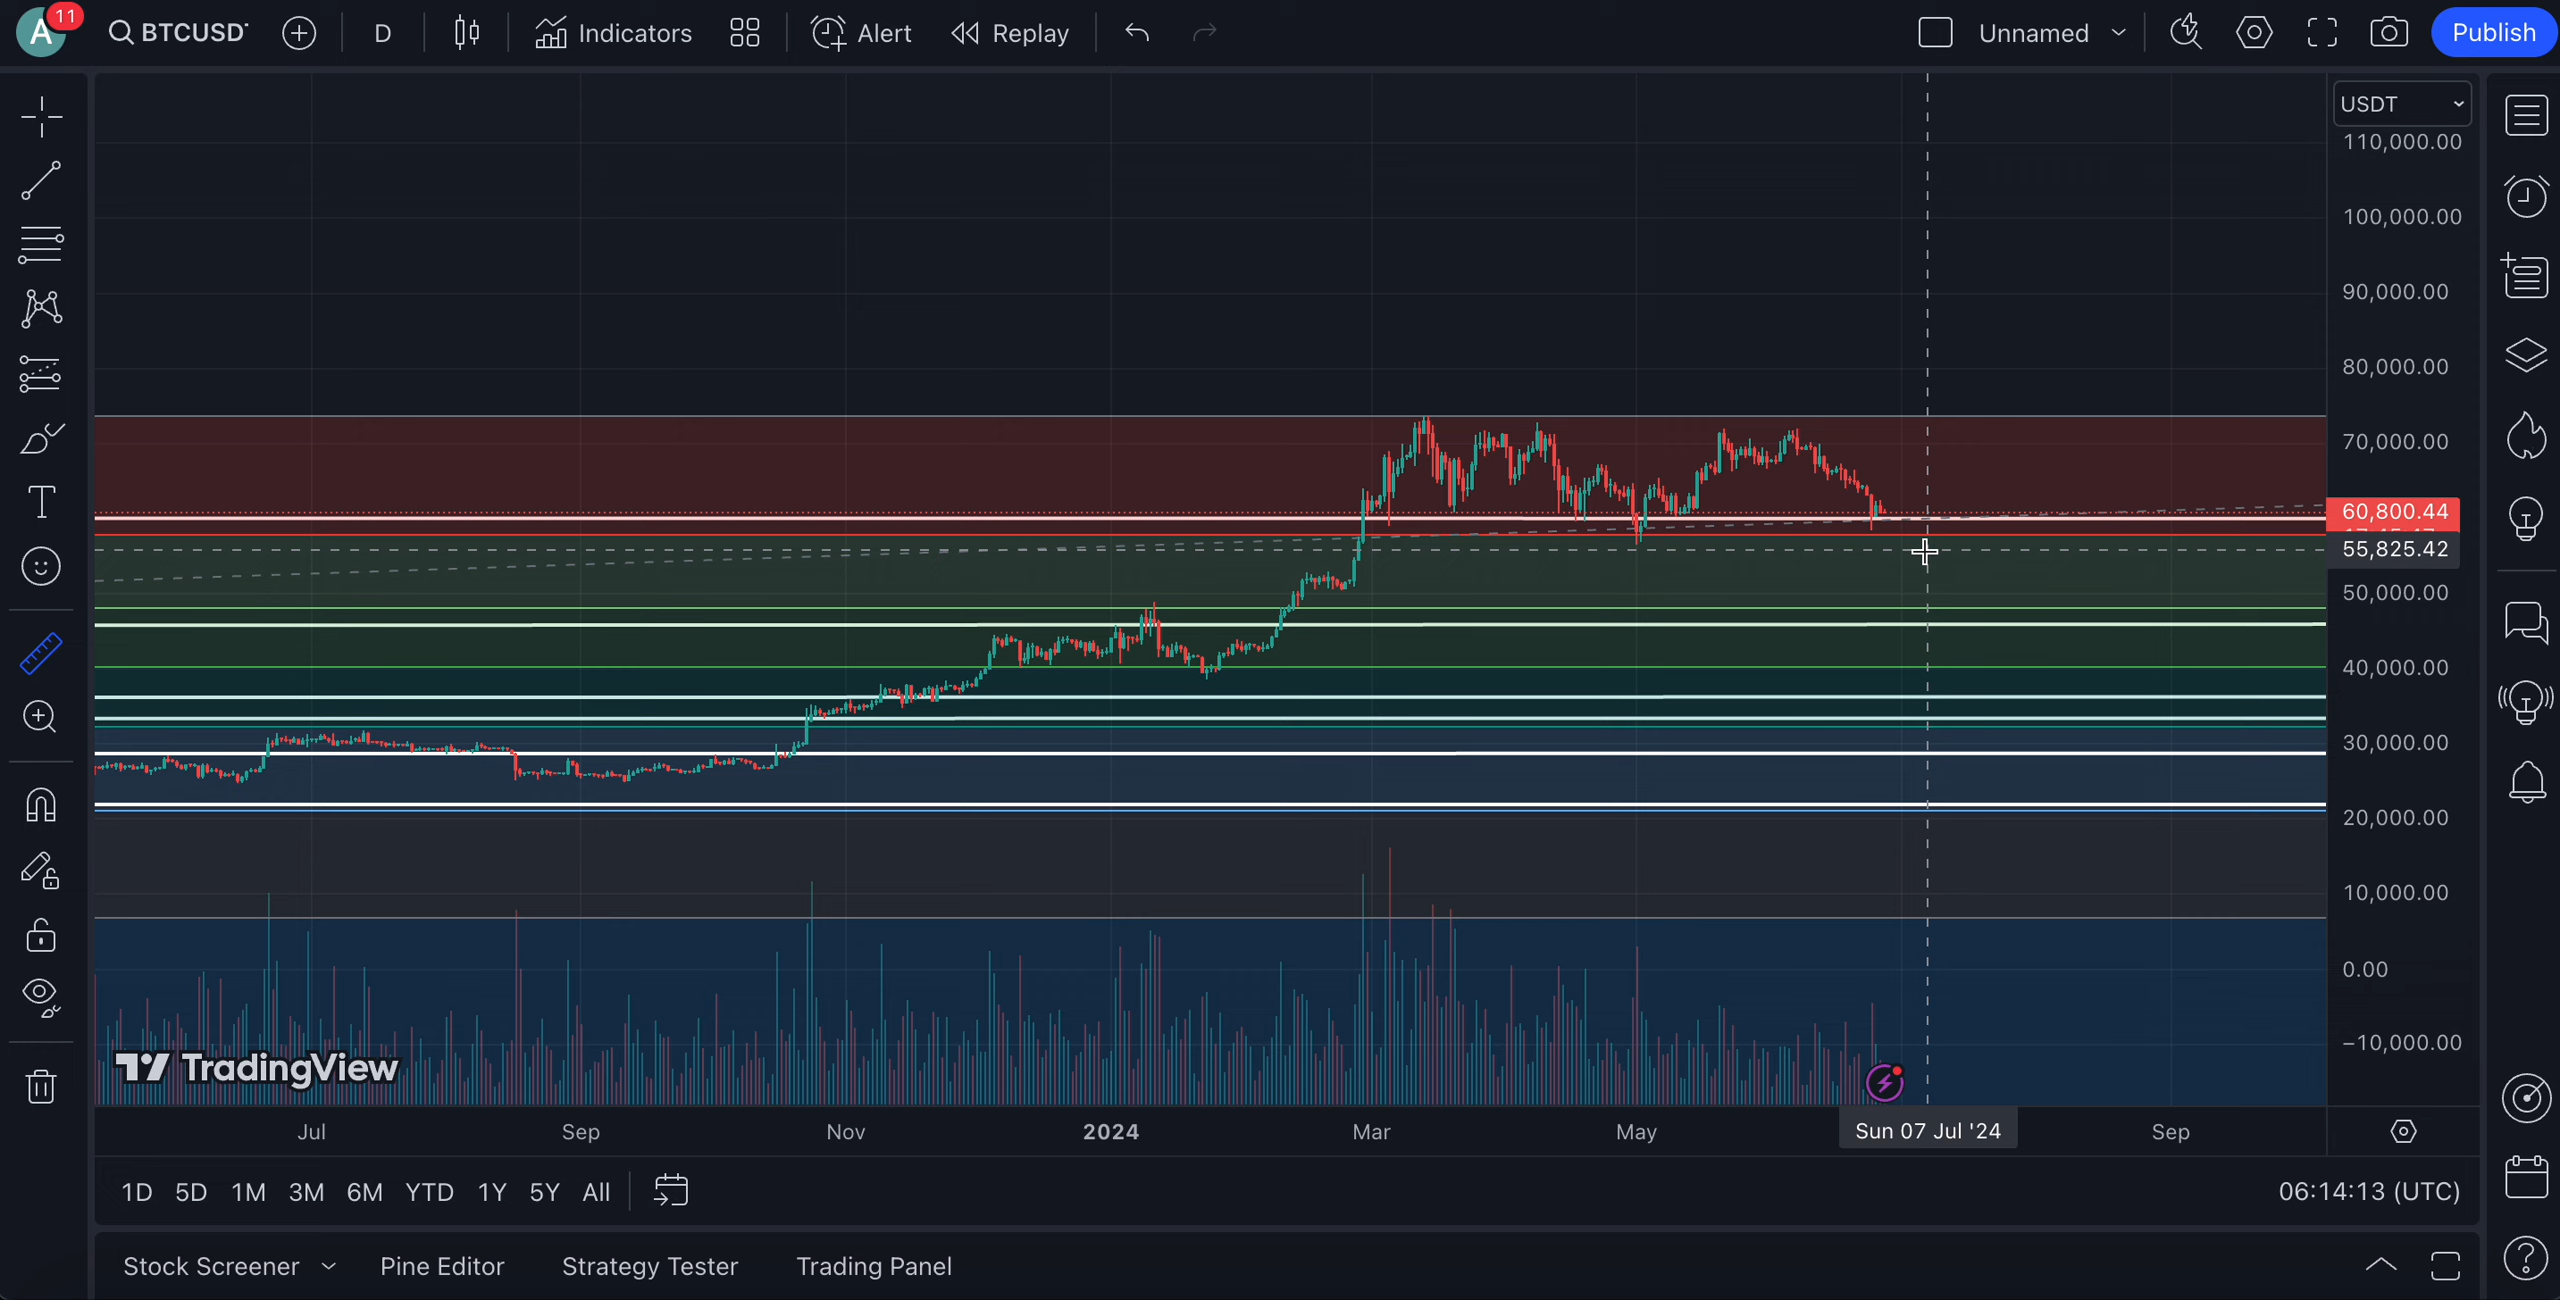 A 11 BTCUSDT D Indicators Alert Replay Unnamed Publish
USDT
110,000.00
100,000.00
90,000.00
80,000.00
70,000.00
60,800.44
55,825.42
50,000.00
40,000.00
30,000.00
20,000.00
10,000.00
0.00
−10,000.00
TradingView
Jul Sep Nov 2024 Mar May Sun 07 Jul '24 Sep
1D 5D 1M 3M 6M YTD 1Y 5Y All 06:14:13 (UTC)
Stock Screener Pine Editor Strategy Tester Trading Panel